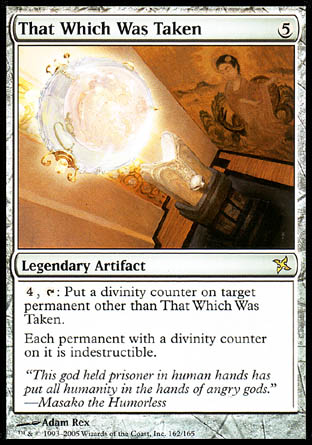 That Which Was Taken 5
Legendary Artifact
4, : Put a divinity counter on target
permanent other than That Which Was
Taken.
Each permanent with a divinity counter
on it is indestructible.
"This god held prisoner in human hands has
put all humanity in the hands of angry gods."
—Masako the Humorless
Adam Rex
™ & © 1993–2005 Wizards of the Coast, Inc. 162/165